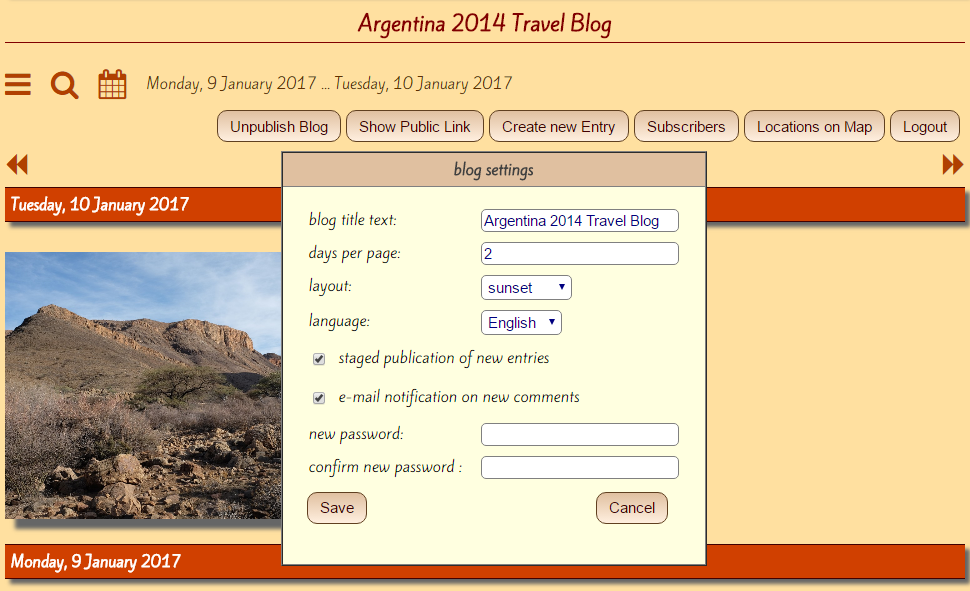 Argentina 2014 Travel Blog
Monday, 9 January 2017 ... Tuesday, 10 January 2017
Unpublish Blog Show Public Link Create new Entry Subscribers Locations on Map Logout
blog settings
Tuesday, 10 January 2017
blog title text: Argentina 2014 Travel Blog
days per page: 2
layout: sunset
language: English
staged publication of new entries
e-mail notification on new comments
new password:
confirm new password :
Save Cancel
Monday, 9 January 2017